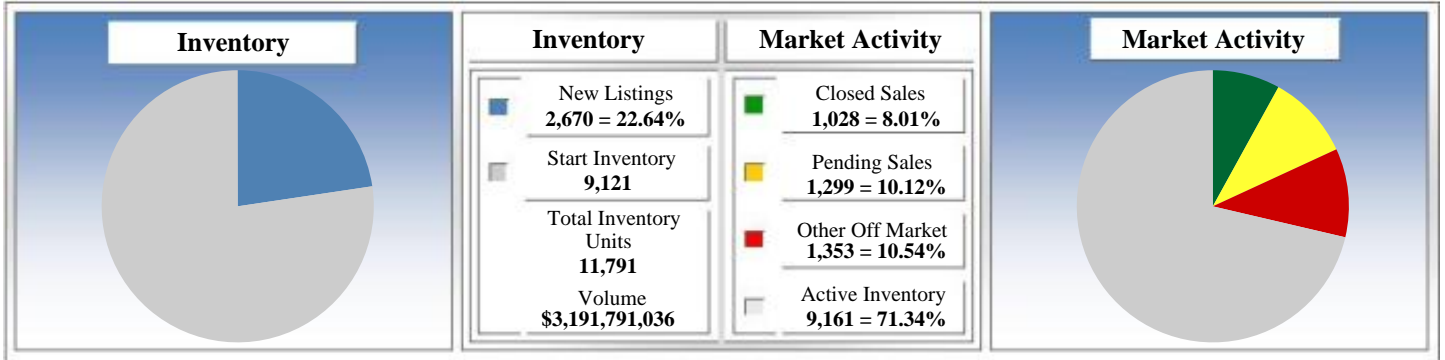 Inventory
Inventory
New Listings
2,670 = 22.64%
Start Inventory
9,121
Total Inventory
Units
11,791
Volume
$3,191,791,036
Market Activity
Closed Sales
1,028 = 8.01%
Pending Sales
1,299 = 10.12%
Other Off Market
1,353 = 10.54%
Active Inventory
9,161 = 71.34%
Market Activity